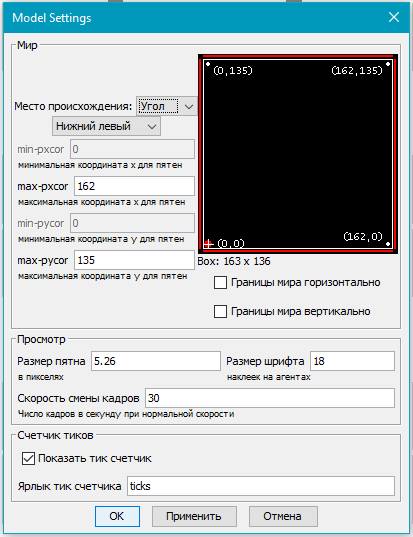 Model Settings
Мир
Место происхождения: Угол
Нижний левый
min-pxcor 0
минимальная координата x для пятен
max-pxcor 162
максимальная координата x для пятен
min-pycor 0
минимальная координата y для пятен
max-pycor 135
максимальная координата y для пятен
(0,135) (162,135)
(0,0) (162,0)
Box: 163 x 136
Границы мира горизонтально
Границы мира вертикально
Просмотр
Размер пятна 5.26 Размер шрифта 18
в пикселях наклеек на агентах
Скорость смены кадров 30
Число кадров в секунду при нормальной скорости
Счетчик тиков
Показать тик счетчик
Ярлык тик счетчика ticks
OK Применить Отмена